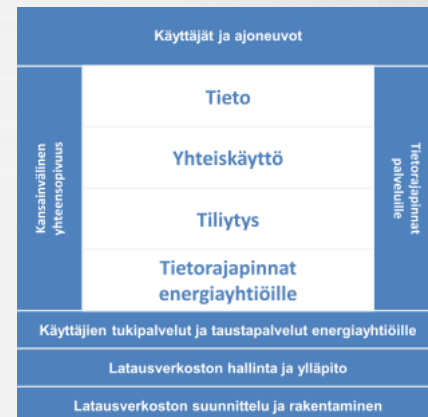 Käyttäjät ja ajoneuvot
Kansainvälinen
yhteensopivuus
Tieto
Yhteiskäyttö
Tiliytys
Tietorajapinnat
energiayhtiöille
Tietorajapinnat
palveluille
Käyttäjien tukipalvelut ja taustapalvelut energiayhtiöille
Latausverkoston hallinta ja ylläpito
Latausverkoston suunnittelu ja rakentaminen